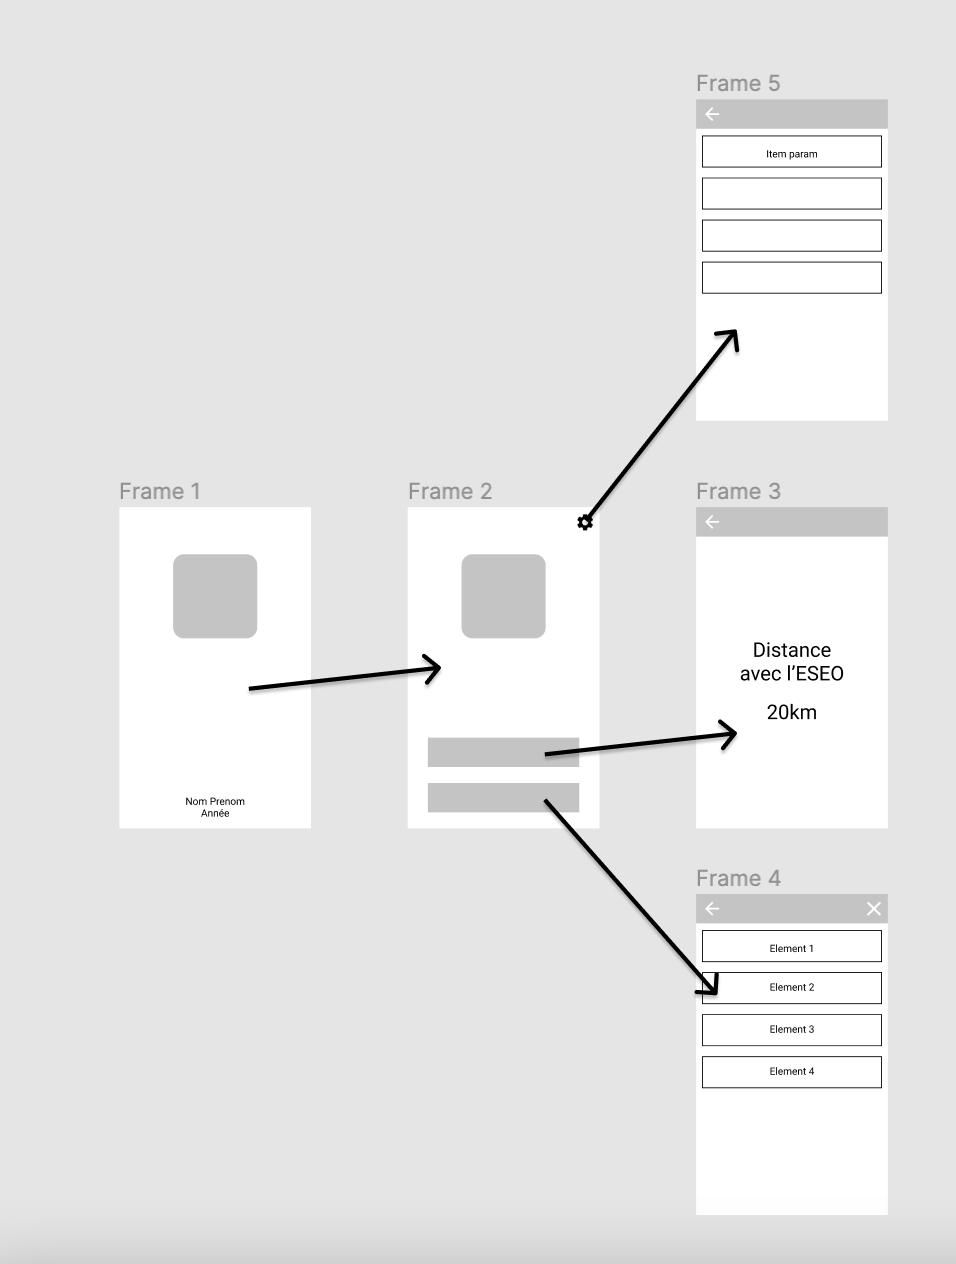 Frame 5
Item param
Frame 1
Frame 2
Frame 3
Distance
avec l’ESEO
20km
Nom Prenom
Année
Frame 4
Element 1
Element 2
Element 3
Element 4